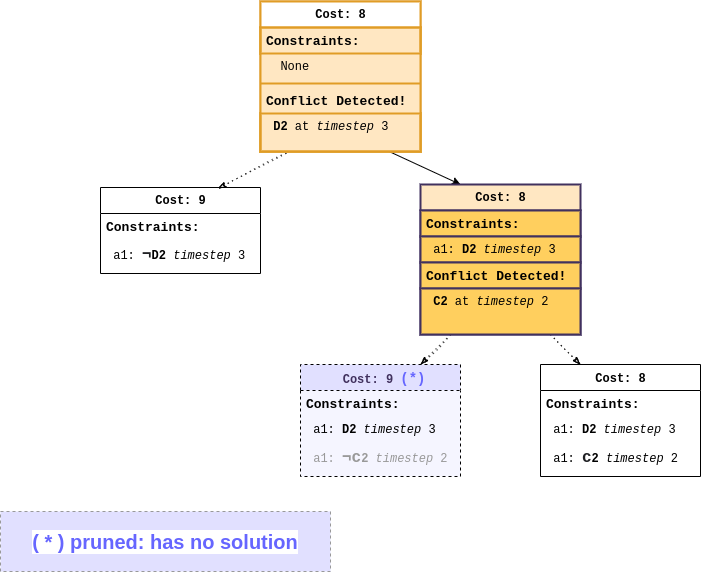 Cost: 8
Constraints:
None
Conflict Detected!
D2 at timestep 3
Cost: 9
Constraints:
a1: ¬D2 timestep 3
Cost: 8
Constraints:
a1: D2 timestep 3
Conflict Detected!
C2 at timestep 2
Cost: 9 (*)
Constraints:
a1: D2 timestep 3
a1: ¬C2 timestep 2
Cost: 8
Constraints:
a1: D2 timestep 3
a1: C2 timestep 2
( * ) pruned: has no solution